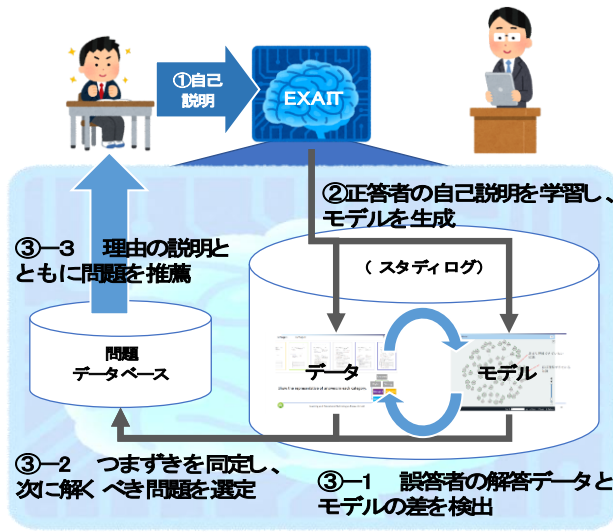 ①自己
説明
EXAIT
②正答者の自己説明を学習し、
モデルを生成
③ー3 理由の説明と
ともに問題を推薦
(スタディログ)
問題
データベース
データ
モデル
③ー2 つまずきを同定し、
次に解くべき問題を選定
③ー1 誤答者の解答データと
モデルの差を検出